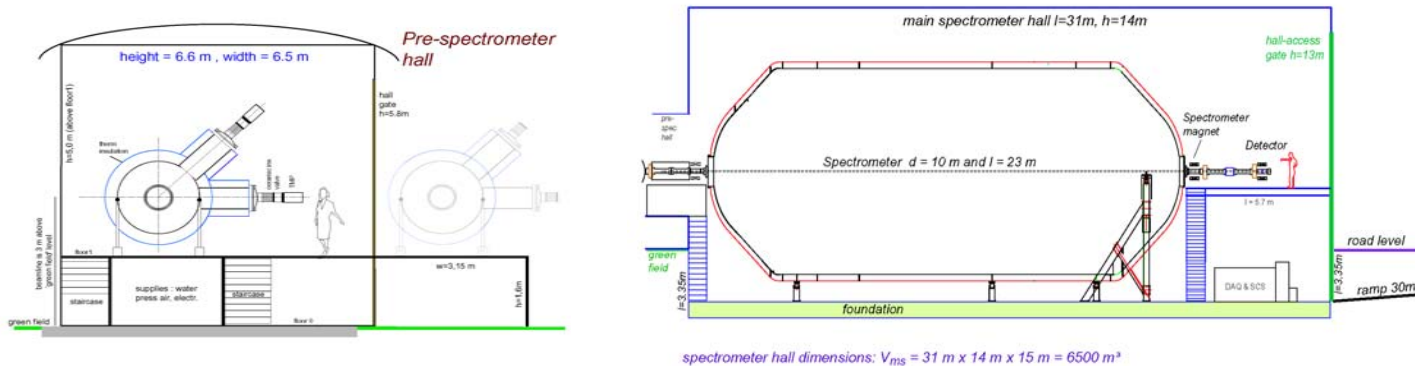 Pre-spectrometer
hall
height = 6.6 m , width = 6.5 m
h=5,0 m (above floor1)
hall
gate
h=5.8m
thermo
insulation
ceramic ins
valve
TMP
beamline is 3 m above
'green field' level
floor1
w=3,15 m
staircase
supplies : water
press air, electr.
staircase
h=1,6m
floor 0
green field
main spectrometer hall l=31m, h=14m
hall-access
gate h=13m
pre-
spec
hall
Spectrometer
magnet
Detector
Spectrometer d = 10 m and l = 23 m
l = 5.7 m
green
field
road level
l=3.35m
DAQ & SCS
l=3.35m
ramp 30m
foundation
spectrometer hall dimensions: Vms = 31 m x 14 m x 15 m = 6500 m³